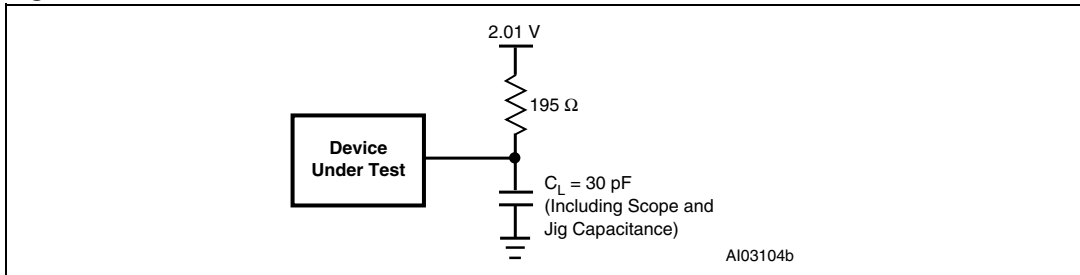 2.01 V
195 Ω
Device
Under Test
C_L = 30 pF
(Including Scope and
Jig Capacitance)
AI03104b